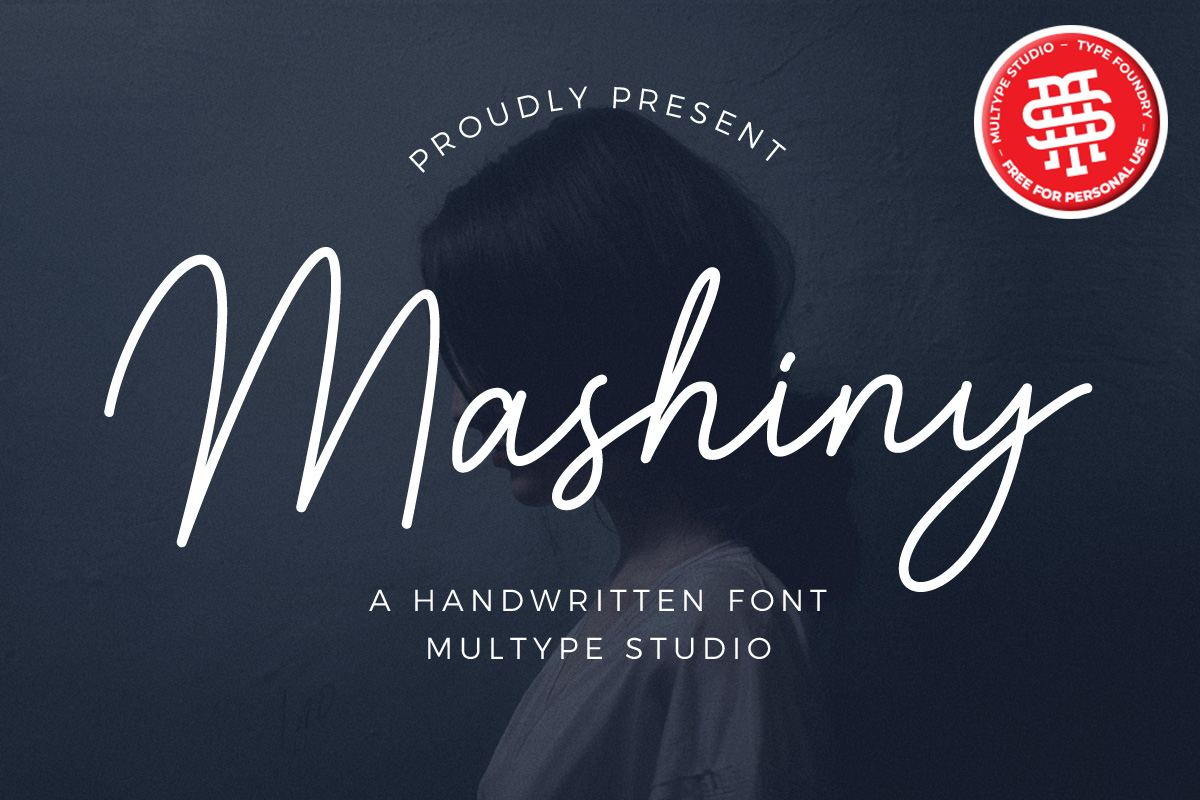 PROUDLY PRESENT
Mashiny
A HANDWRITTEN FONT
MULTYPE STUDIO
MULTYPE STUDIO – TYPE FOUNDRY –
FREE FOR PERSONAL USE –